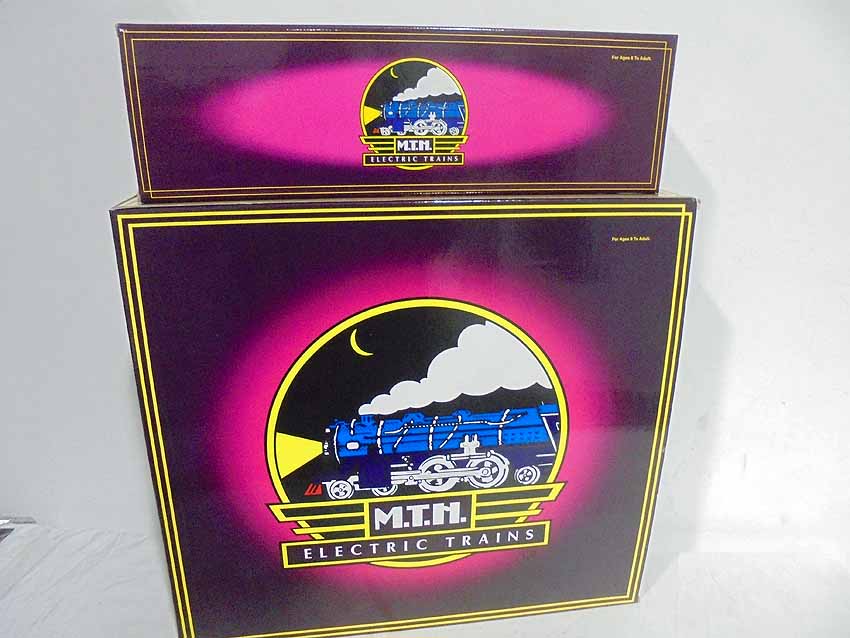 For Ages 8 To Adult.
M.T.H.
ELECTRIC TRAINS
For Ages 8 To Adult.
M.T.H.
ELECTRIC TRAINS